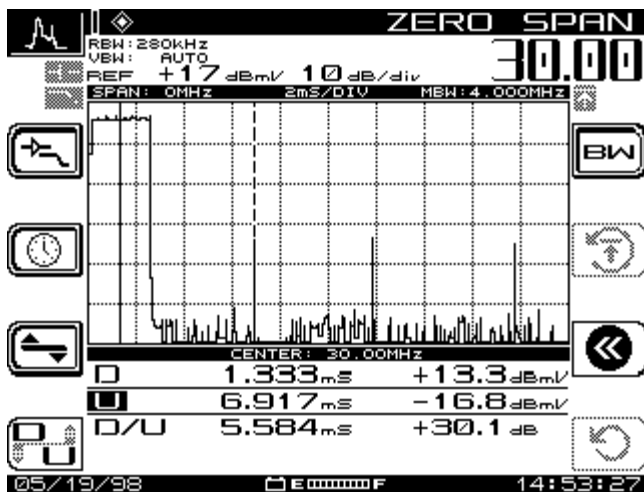 ZERO SPAN
RBW:280kHz
VBW: AUTO
REF +17 dBmV 10 dB/div
30.00
SPAN: 0MHz 2mS/DIV MBW:4.000MHz
BW
CENTER: 30.00MHz
D 1.333mS +13.3dBmV
U 6.917mS -16.8dBmV
D/U 5.584mS +30.1 dB
D U
05/19/98 E F 14:53:27